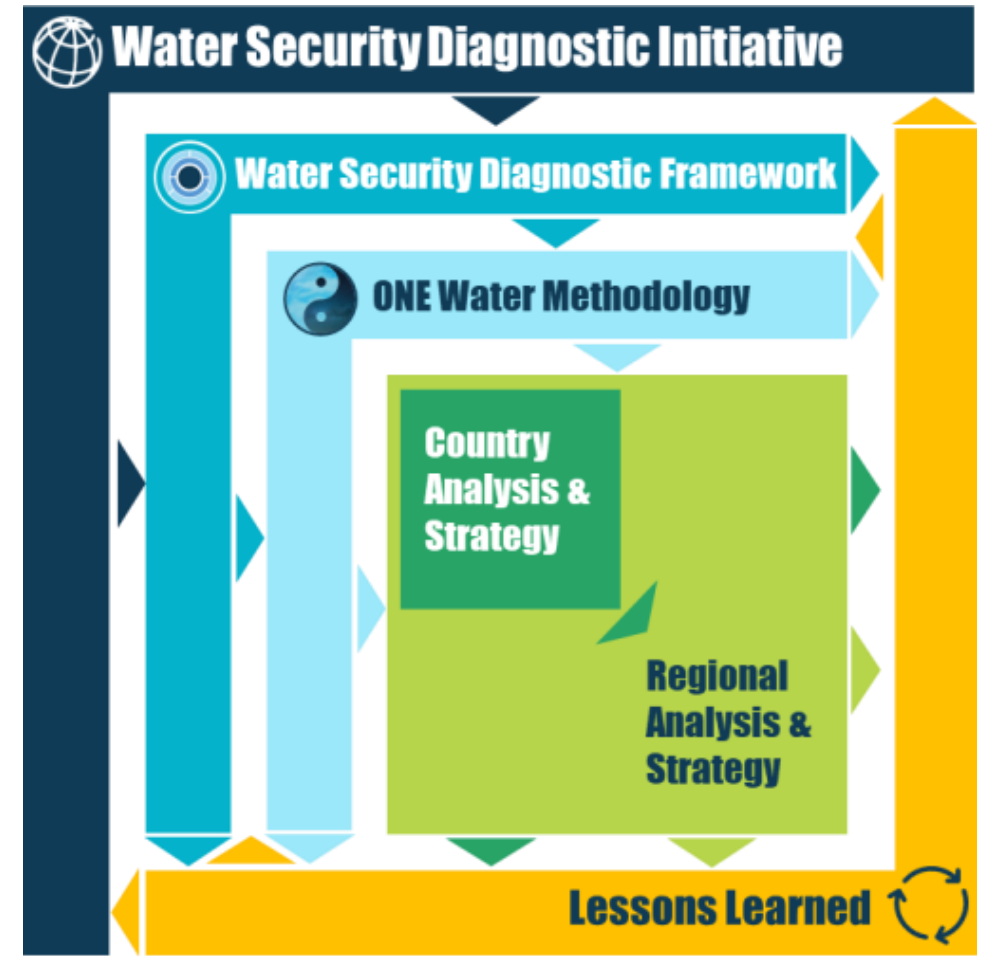 Water Security Diagnostic Initiative
Water Security Diagnostic Framework
ONE Water Methodology
Country
Analysis &
Strategy
Regional
Analysis &
Strategy
Lessons Learned